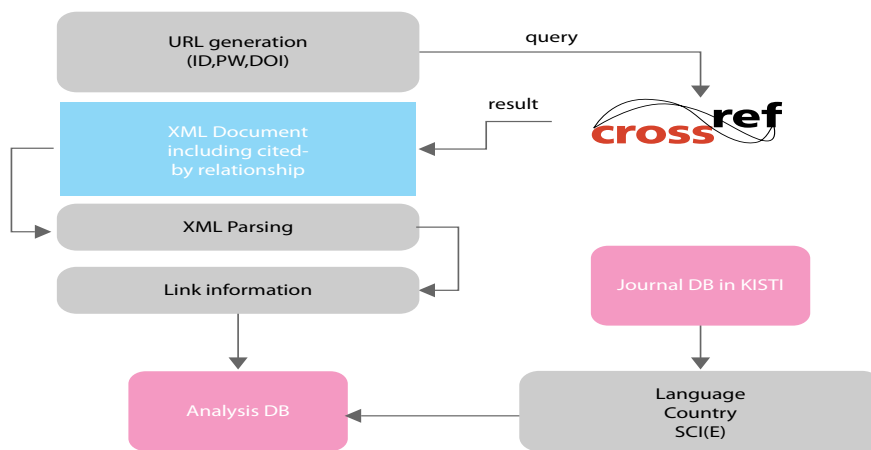 URL generation
(ID,PW,DOI)
query
result
crossref
XML Document
including cited-
by relationship
XML Parsing
Link information
Journal DB in KISTI
Analysis DB
Language
Country
SCI(E)